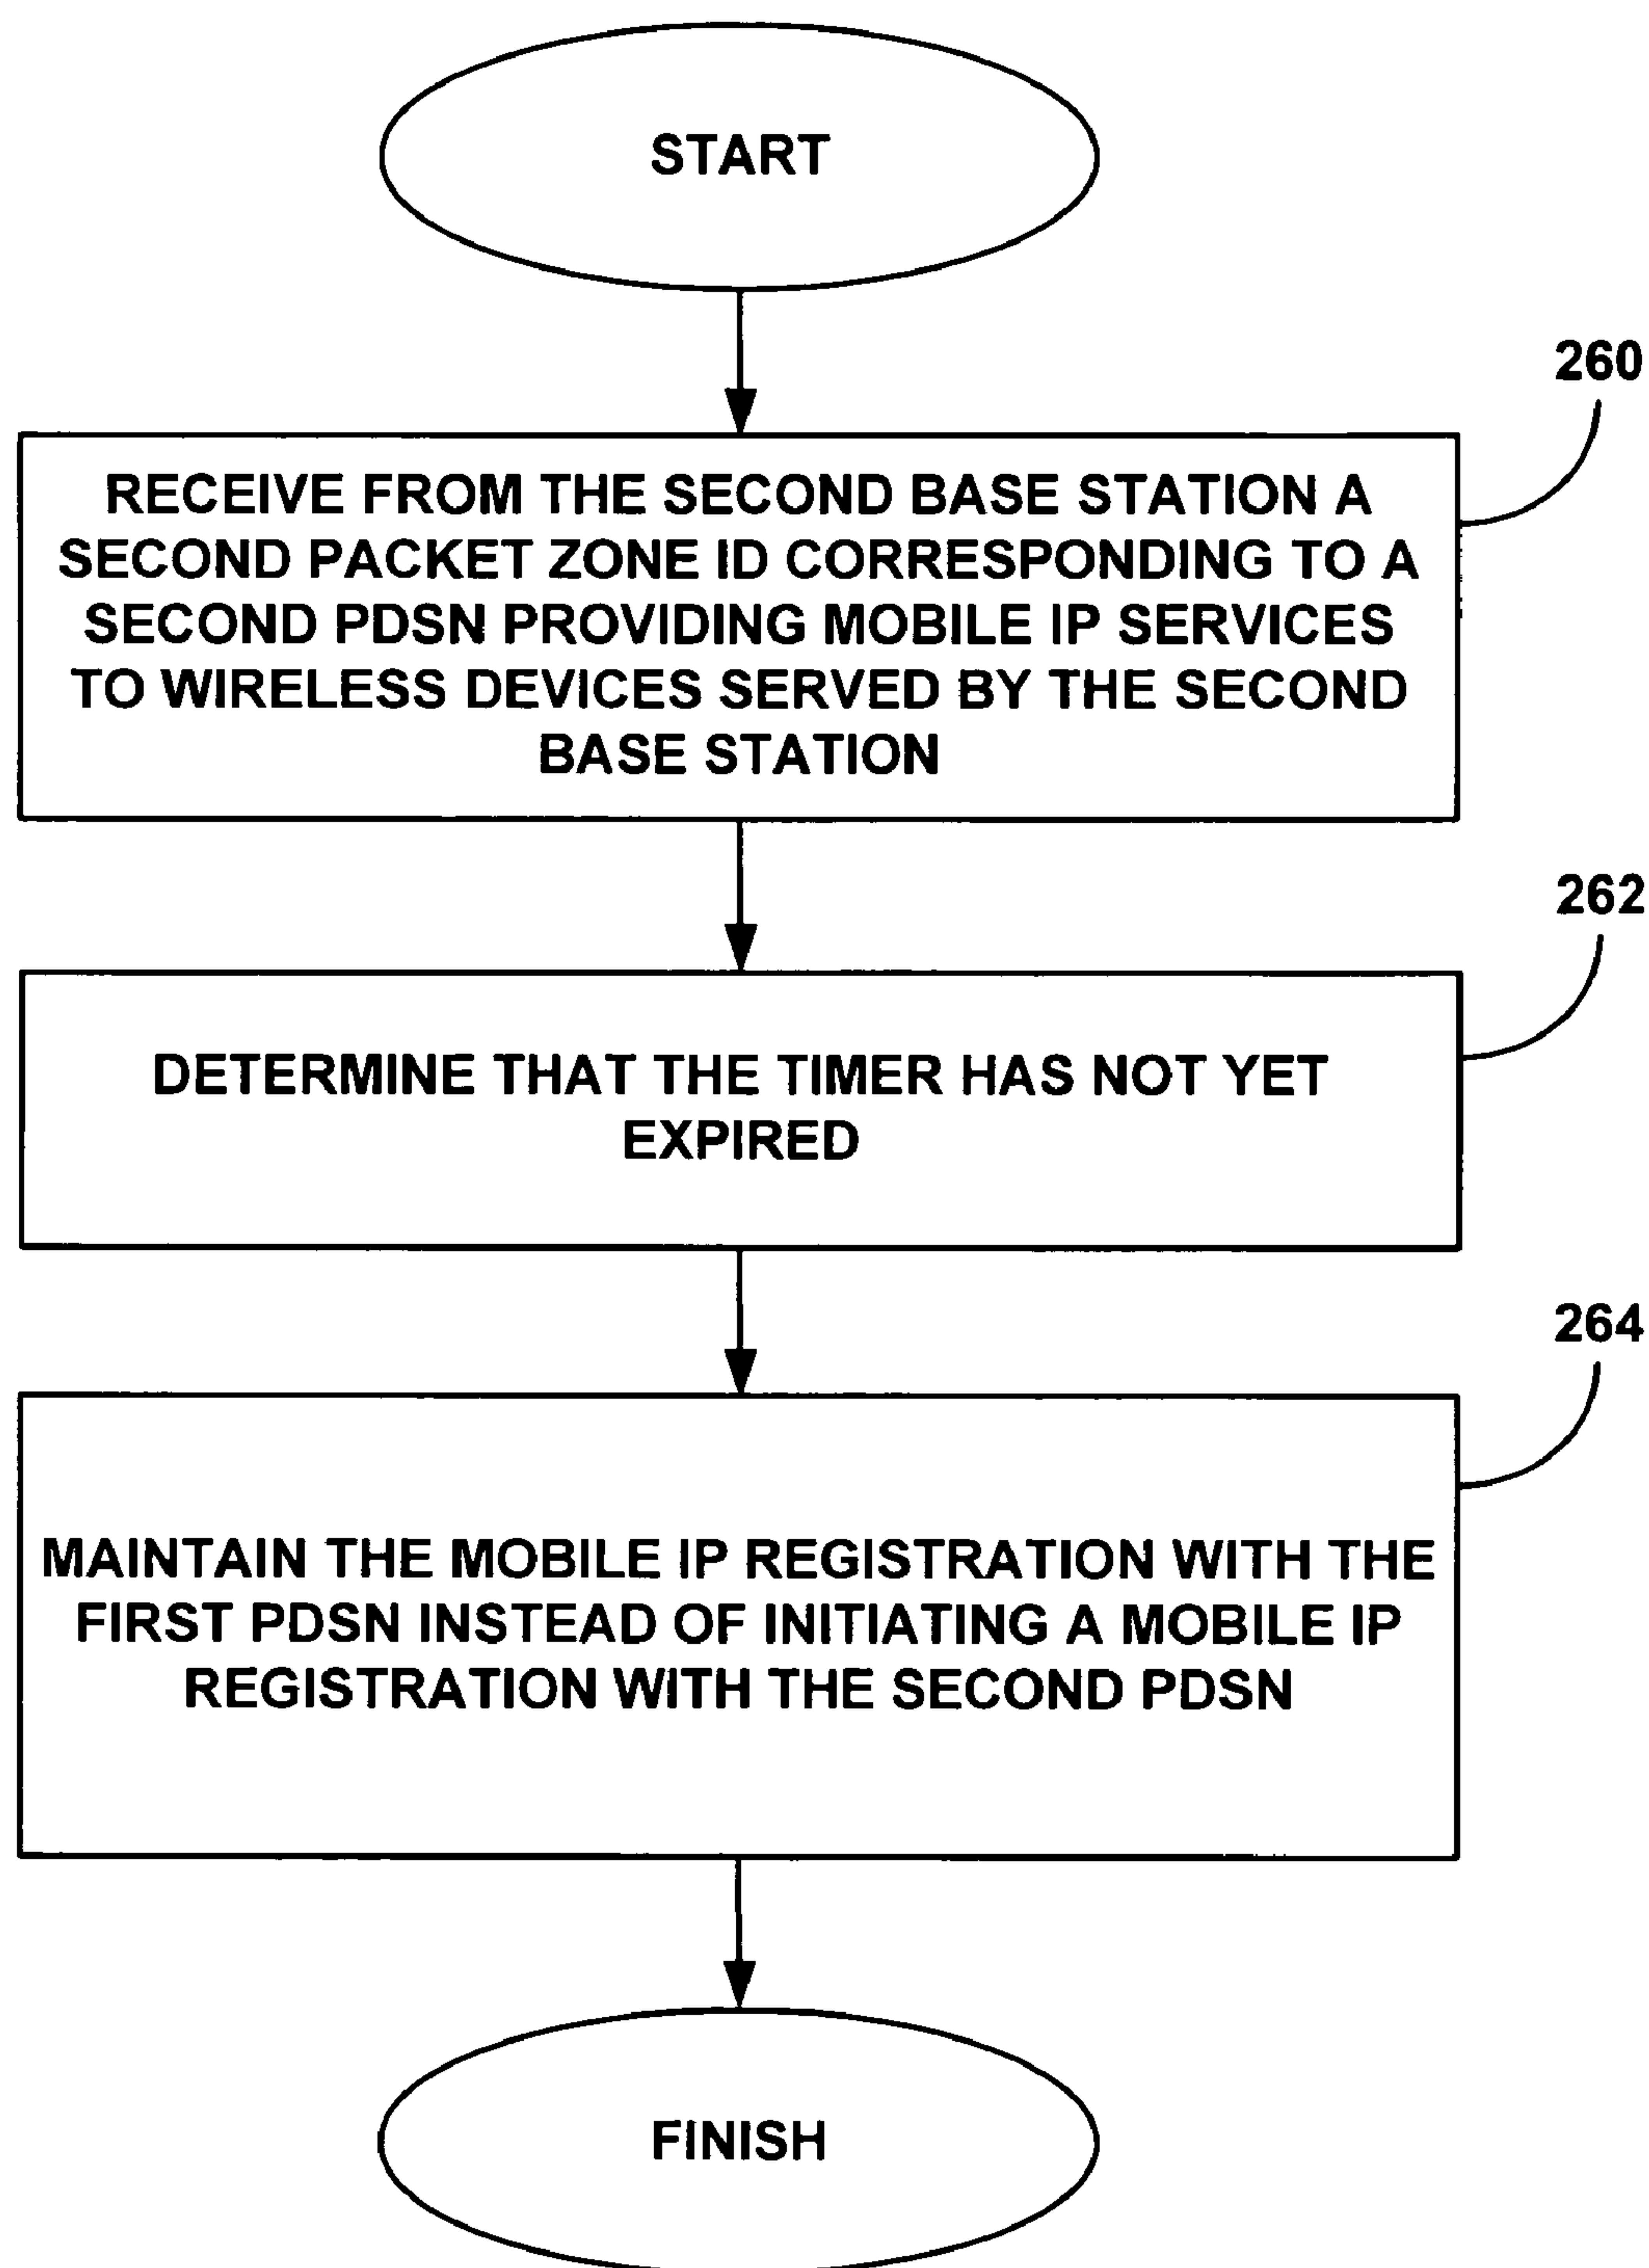 START
260
RECEIVE FROM THE SECOND BASE STATION A
SECOND PACKET ZONE ID CORRESPONDING TO A
SECOND PDSN PROVIDING MOBILE IP SERVICES
TO WIRELESS DEVICES SERVED BY THE SECOND
BASE STATION
262
DETERMINE THAT THE TIMER HAS NOT YET
EXPIRED
264
MAINTAIN THE MOBILE IP REGISTRATION WITH THE
FIRST PDSN INSTEAD OF INITIATING A MOBILE IP
REGISTRATION WITH THE SECOND PDSN
FINISH